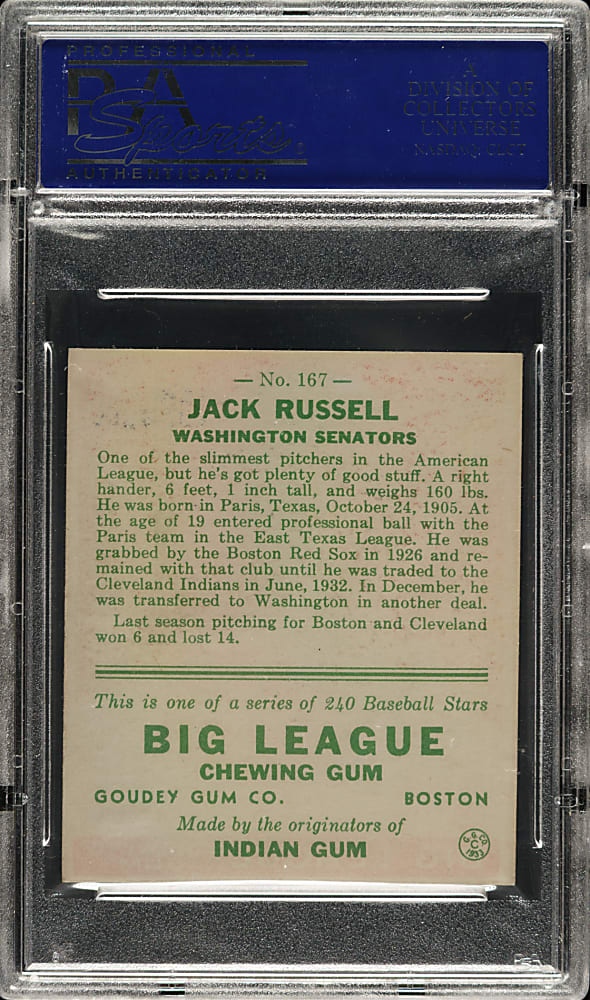 PROFESSIONAL
PSA
Sports
AUTHENTICATOR
A
DIVISION OF
COLLECTORS
UNIVERSE
NASDAQ: CLCT
— No. 167 —
JACK RUSSELL
WASHINGTON SENATORS
One of the slimmest pitchers in the American
League, but he's got plenty of good stuff. A right
hander, 6 feet, 1 inch tall, and weighs 160 lbs.
He was born in Paris, Texas, October 24, 1905. At
the age of 19 entered professional ball with the
Paris team in the East Texas League. He was
grabbed by the Boston Red Sox in 1926 and re-
mained with that club until he was traded to the
Cleveland Indians in June, 1932. In December, he
was transferred to Washington in another deal.
Last season pitching for Boston and Cleveland
won 6 and lost 14.
This is one of a series of 240 Baseball Stars
BIG LEAGUE
CHEWING GUM
GOUDEY GUM CO. BOSTON
Made by the originators of
INDIAN GUM
G. G. CO.
C
1933
PSA